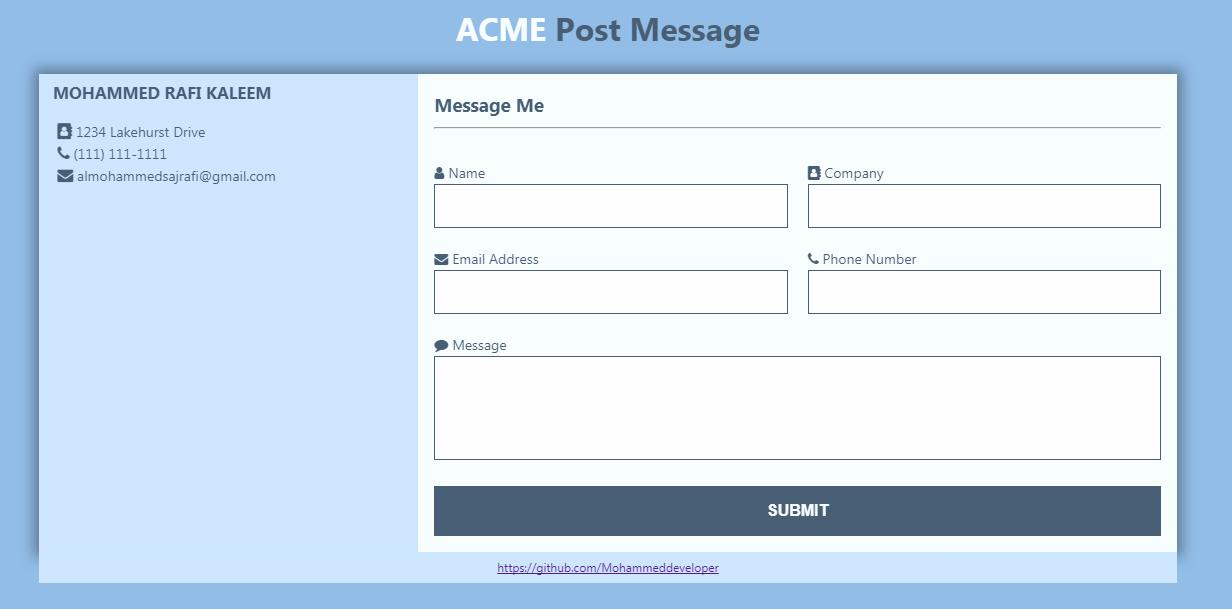 ACME Post Message
MOHAMMED RAFI KALEEM
1234 Lakehurst Drive
(111) 111-1111
almohammedsajrafi@gmail.com
Message Me
Name
Company
Email Address
Phone Number
Message
SUBMIT
https://github.com/Mohammeddeveloper